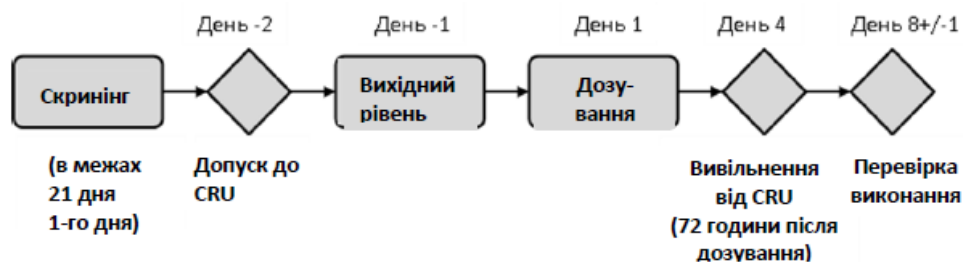 День -2
День -1
День 1
День 4
День 8+/-1
Скринінг
Вихідний
рівень
Дозу-
вання
(в межах
21 дня
1-го дня)
Допуск до
CRU
Вивільнення
від CRU
(72 години після
дозування)
Перевірка
виконання